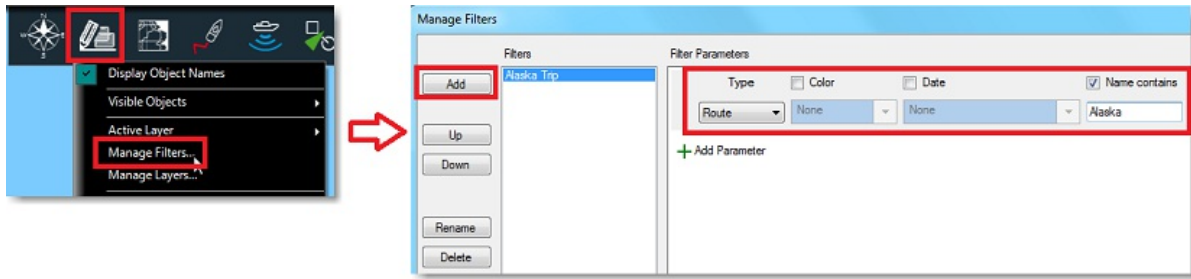 Display Object Names
Visible Objects
Active Layer
Manage Filters...
Manage Layers...
Manage Filters
Filters
Filter Parameters
Add
Up
Down
Rename
Delete
Alaska Trip
Type
Color
Date
Name contains
Route
None
None
Alaska
Add Parameter